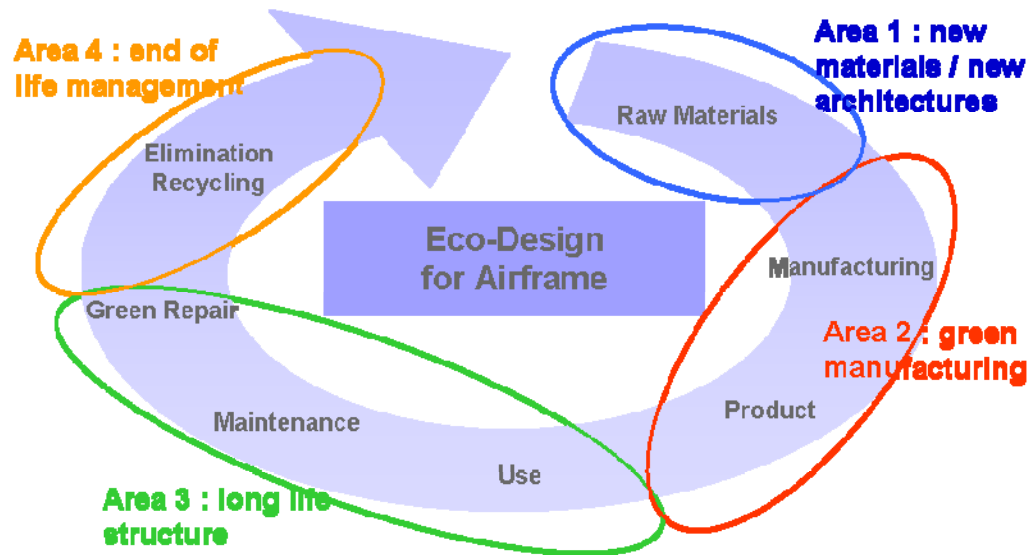 Area 1 : new
materials / new
architectures
Raw Materials
Manufacturing
Area 2 : green
manufacturing
Product
Use
Area 3 : long life
structure
Maintenance
Green Repair
Area 4 : end of
life management
Elimination
Recycling
Eco-Design
for Airframe